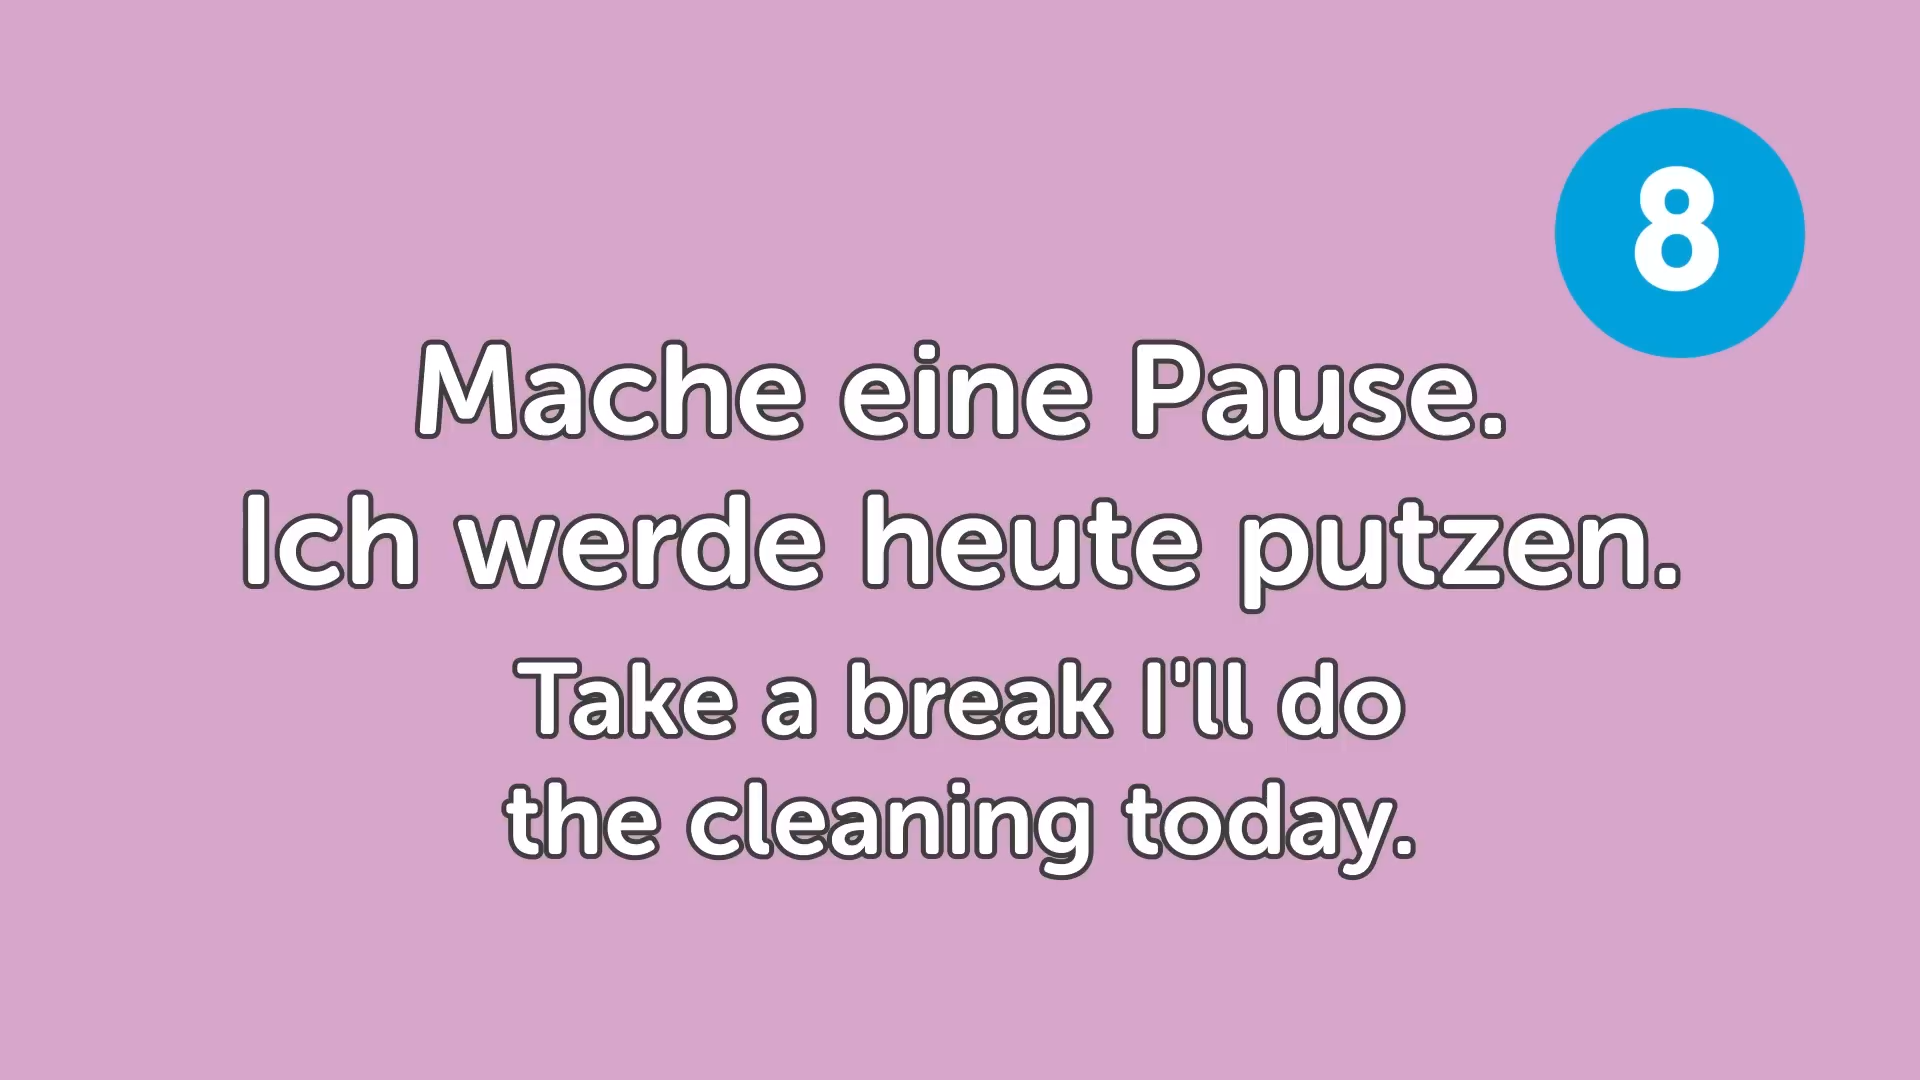 8
Mache eine Pause.
Ich werde heute putzen.
Take a break I'll do
the cleaning today.